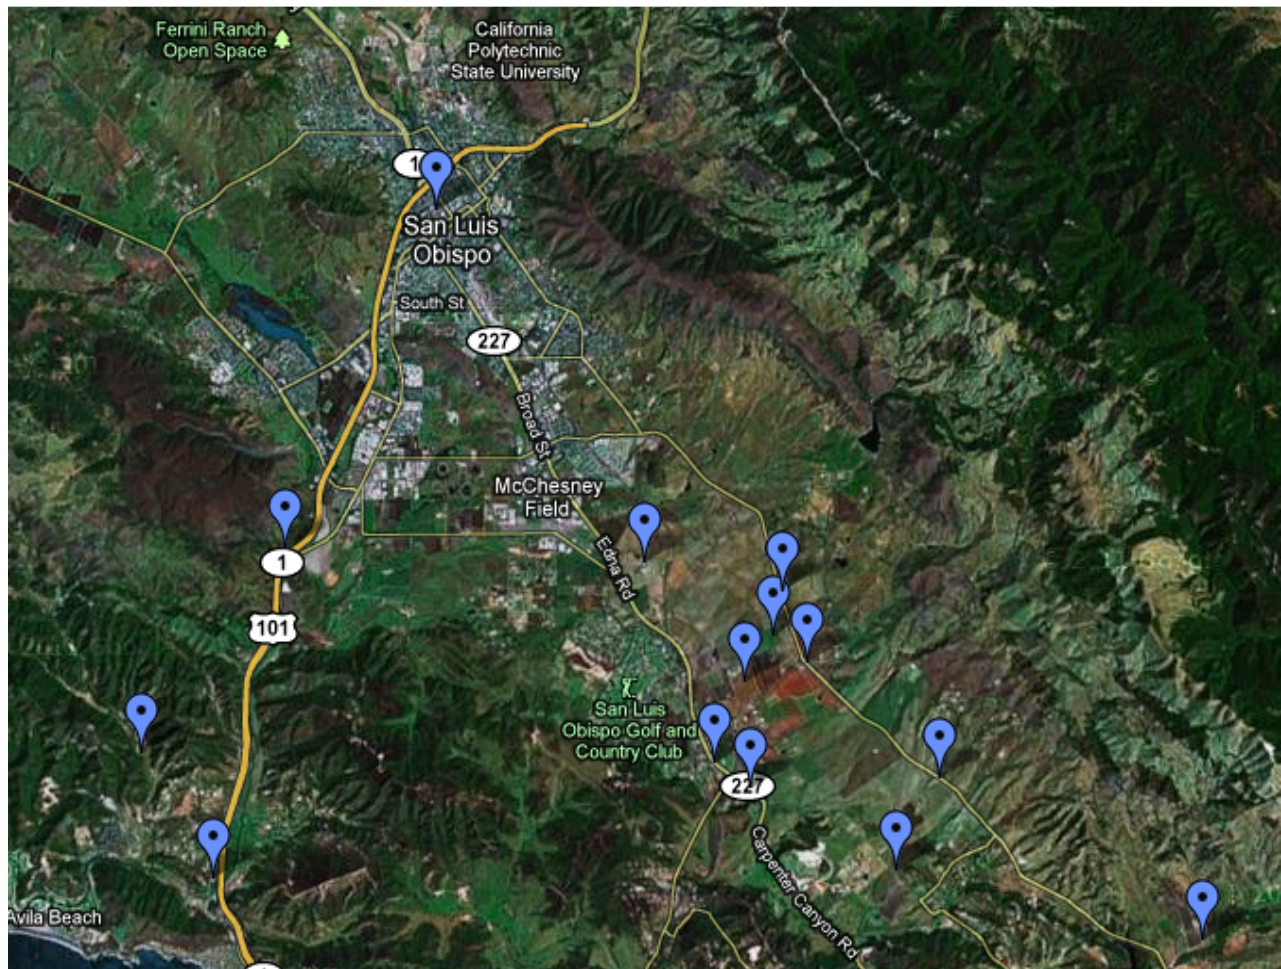 Ferrini Ranch
Open Space
California
Polytechnic
State University
1
San Luis
Obispo
South St
227
Broad St
McChesney
Field
Edna Rd
1
101
San Luis
Obispo Golf and
Country Club
227
Carpenter Canyon Rd
Avila Beach